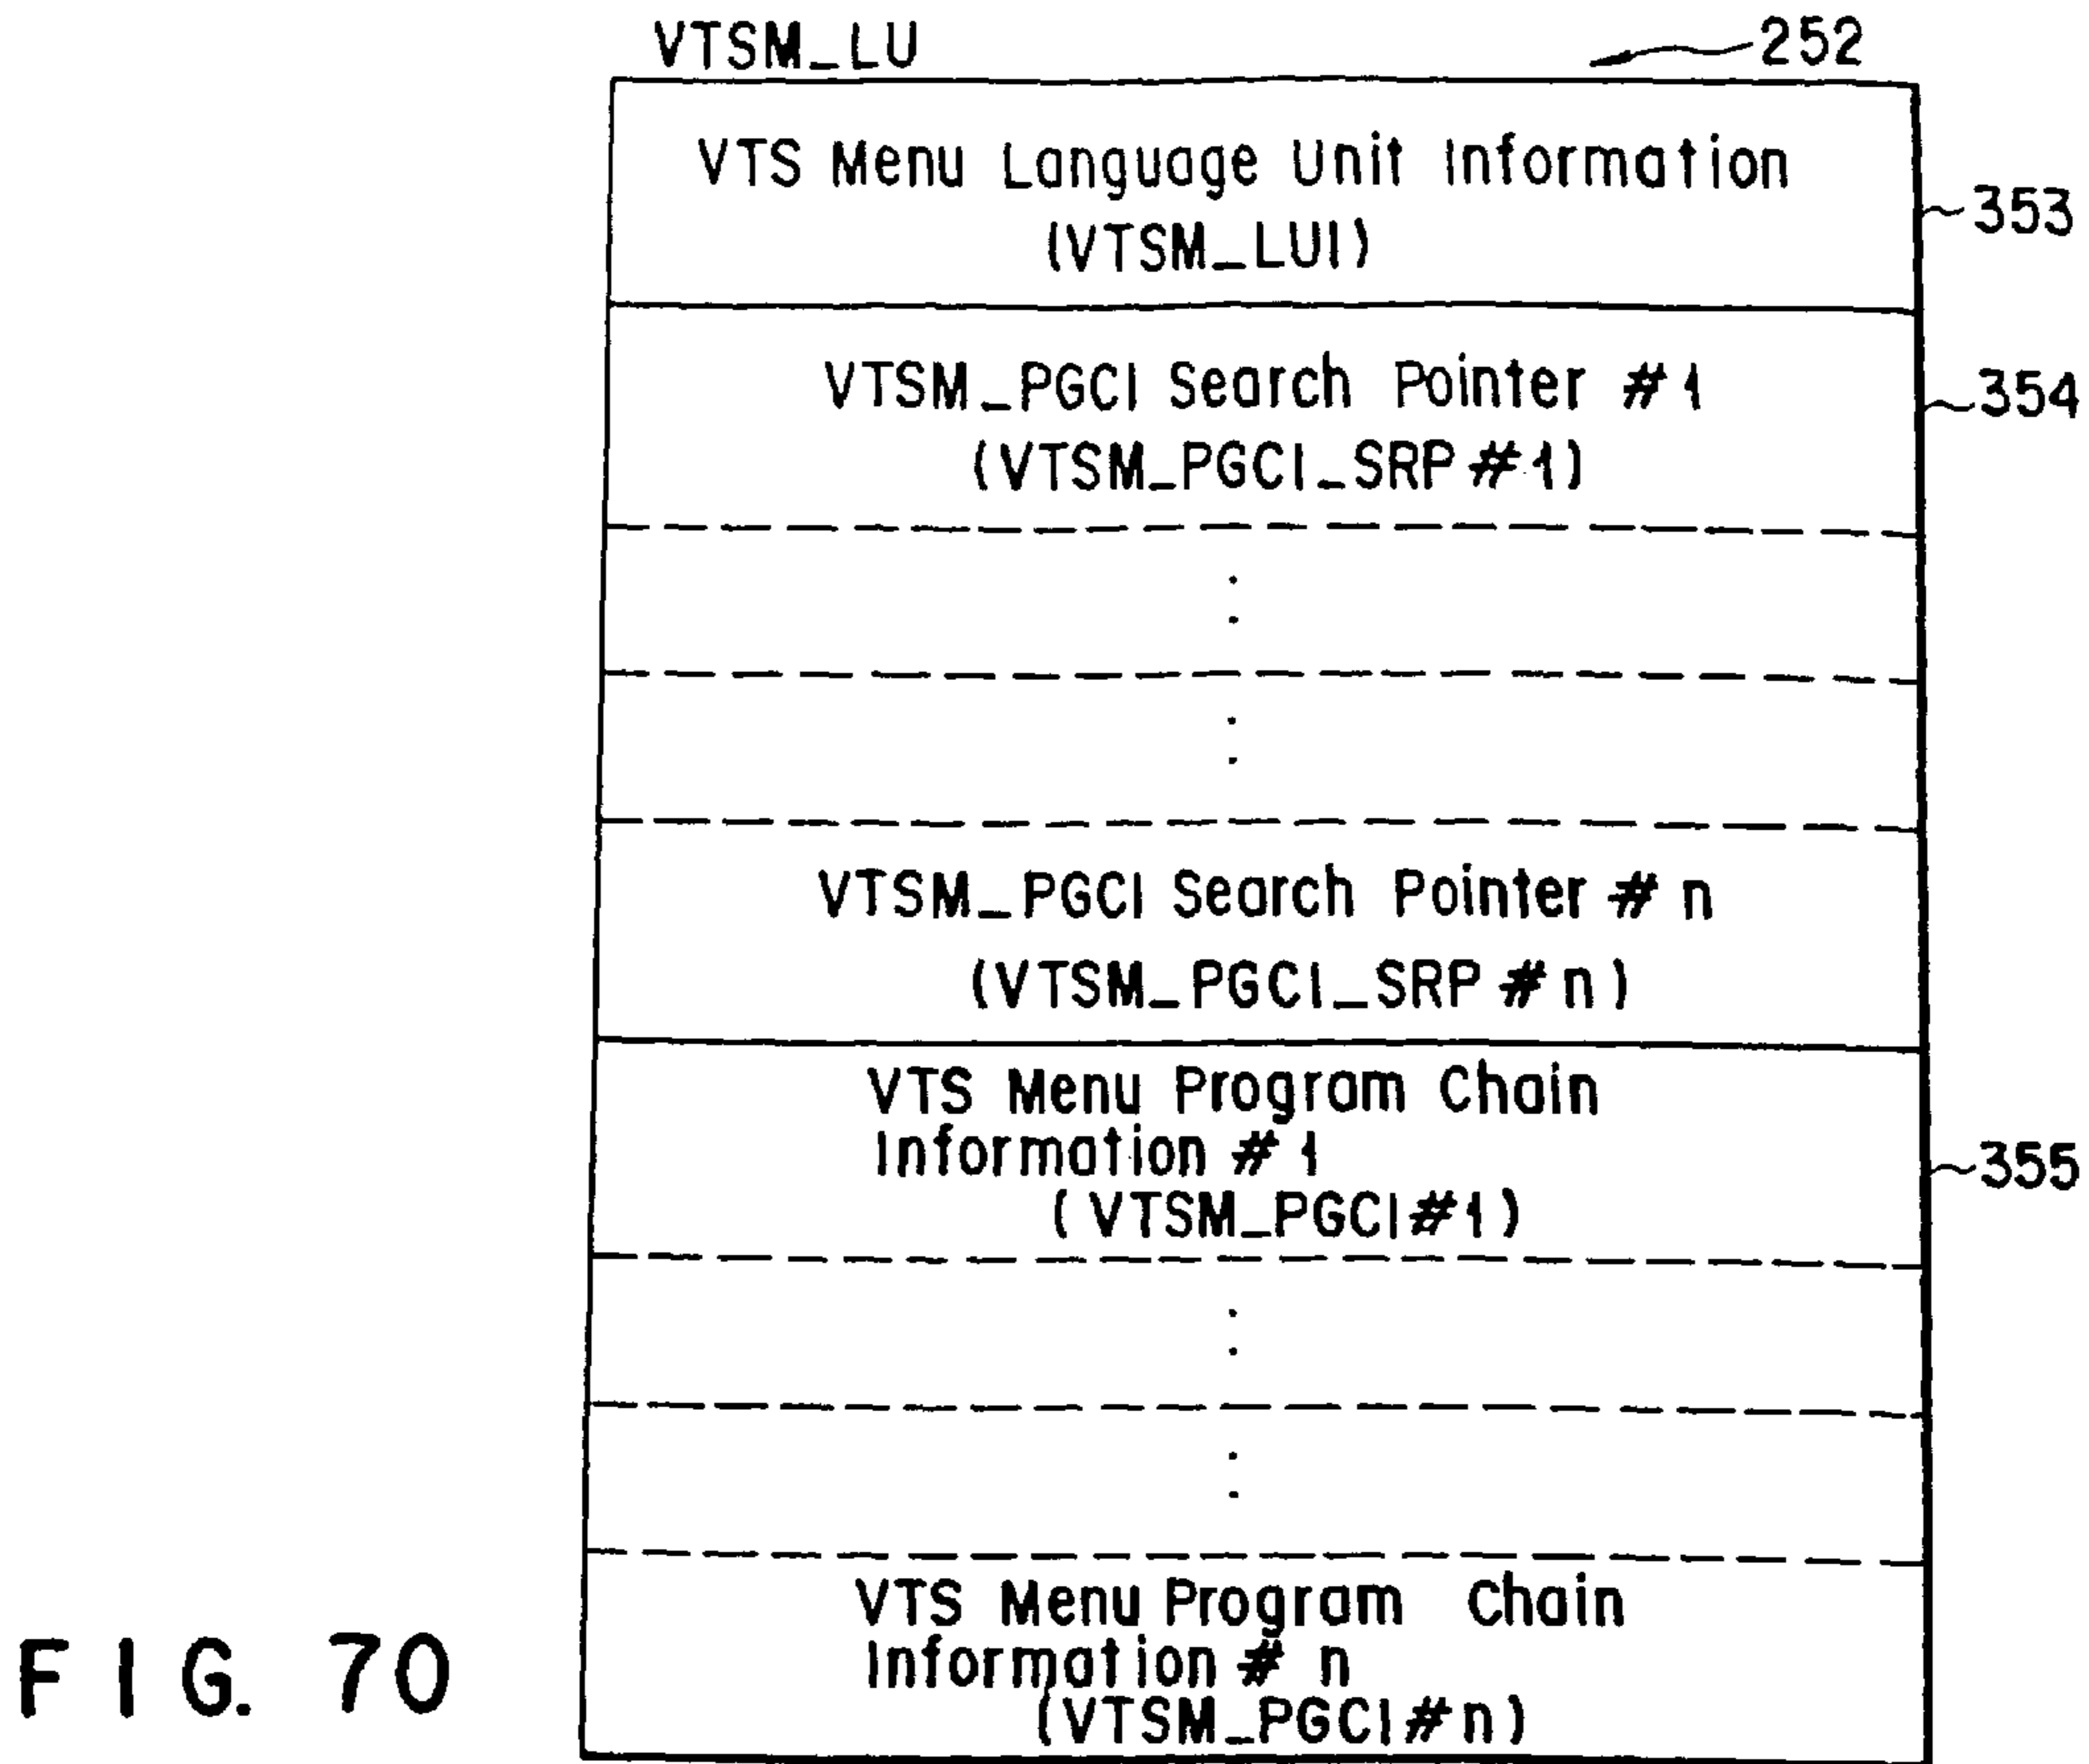 VTSM_LU
252
VTS Menu Language Unit Information
(VTSM_LUI)
353
VTSM_PGCI Search Pointer #1
(VTSM_PGCI_SRP #1)
354
VTSM_PGCI Search Pointer # n
(VTSM_PGCI_SRP # n)
VTS Menu Program Chain
Information # 1
(VTSM_PGCI #1)
355
VTS Menu Program Chain
Information # n
(VTSM_PGCI # n)
FIG. 70